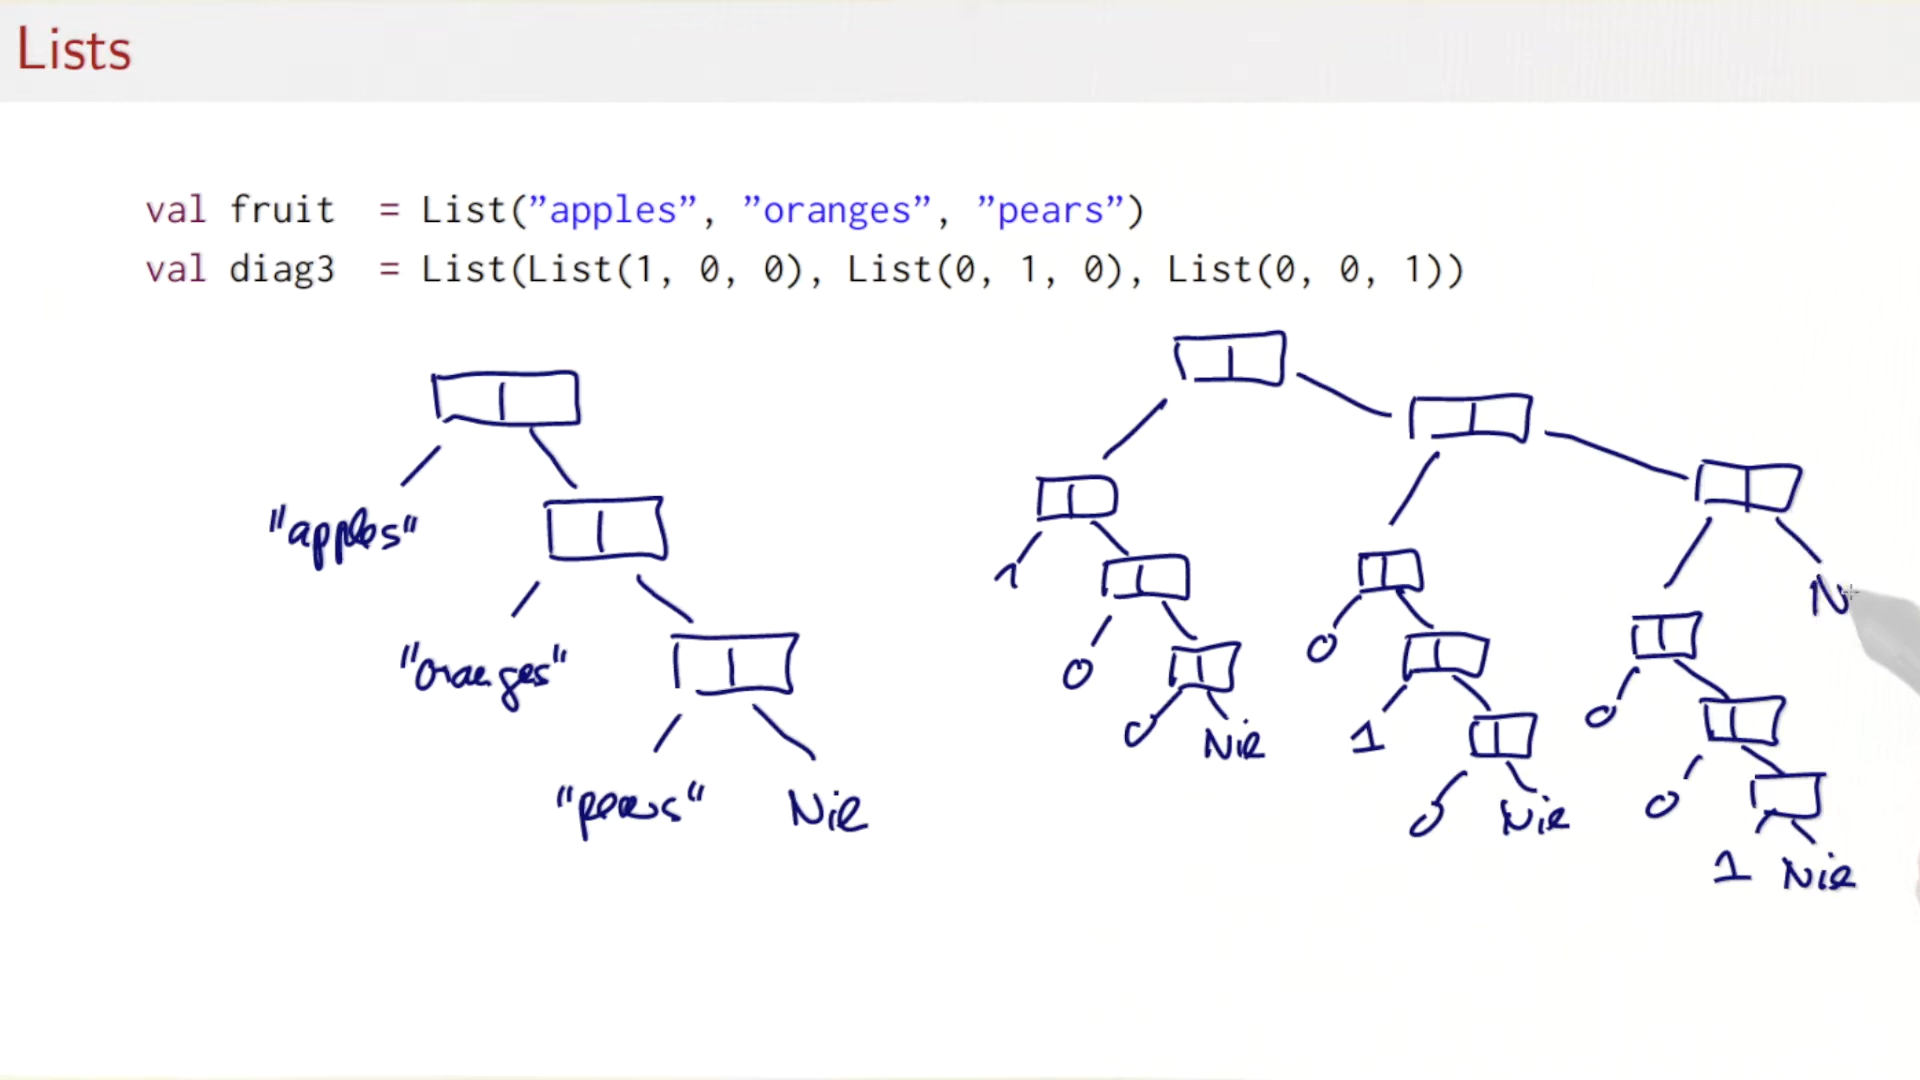 Lists
val fruit = List(”apples”, ”oranges”, ”pears”)
val diag3 = List(List(1, 0, 0), List(0, 1, 0), List(0, 0, 1))
"apples"
"oranges"
"pears" Nil
1
0
0 Nil
0
1
0 Nil
0
0
1 Nil
N